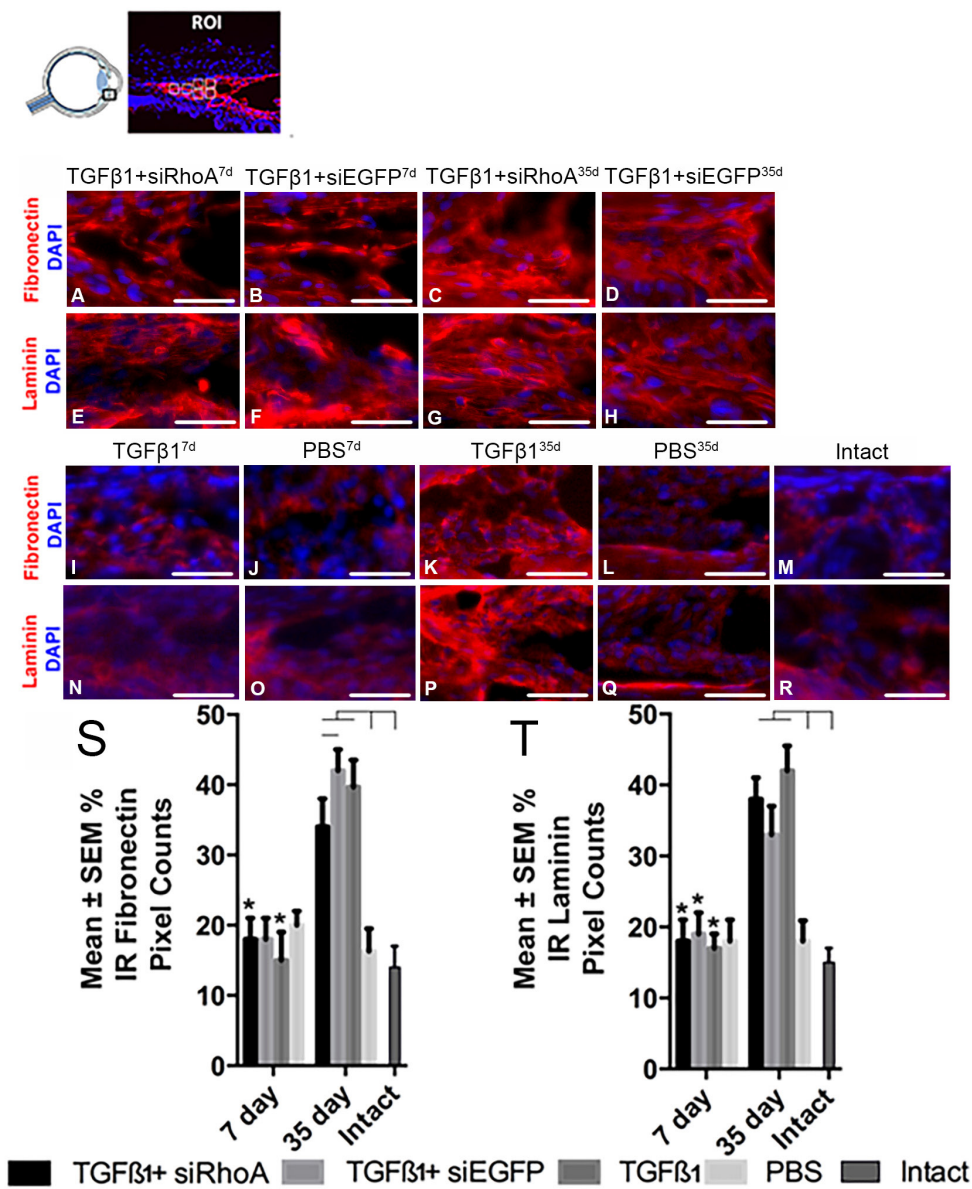 ROI
TGFβ1+siRhoA7d TGFβ1+siEGFP7d TGFβ1+siRhoA35d TGFβ1+siEGFP35d
Fibronectin
DAPI
A B C D
Laminin
DAPI
E F G H
TGFβ17d PBS7d TGFβ135d PBS35d Intact
Fibronectin
DAPI
I J K L M
Laminin
DAPI
N O P Q R
S
Mean ± SEM %
IR Fibronectin
Pixel Counts
50
40
30
20
10
0
* *
7 day 35 day Intact
T
Mean ± SEM %
IR Laminin
Pixel Counts
50
40
30
20
10
0
* * *
7 day 35 day Intact
TGFß1+ siRhoA TGFß1+ siEGFP TGFß1 PBS Intact